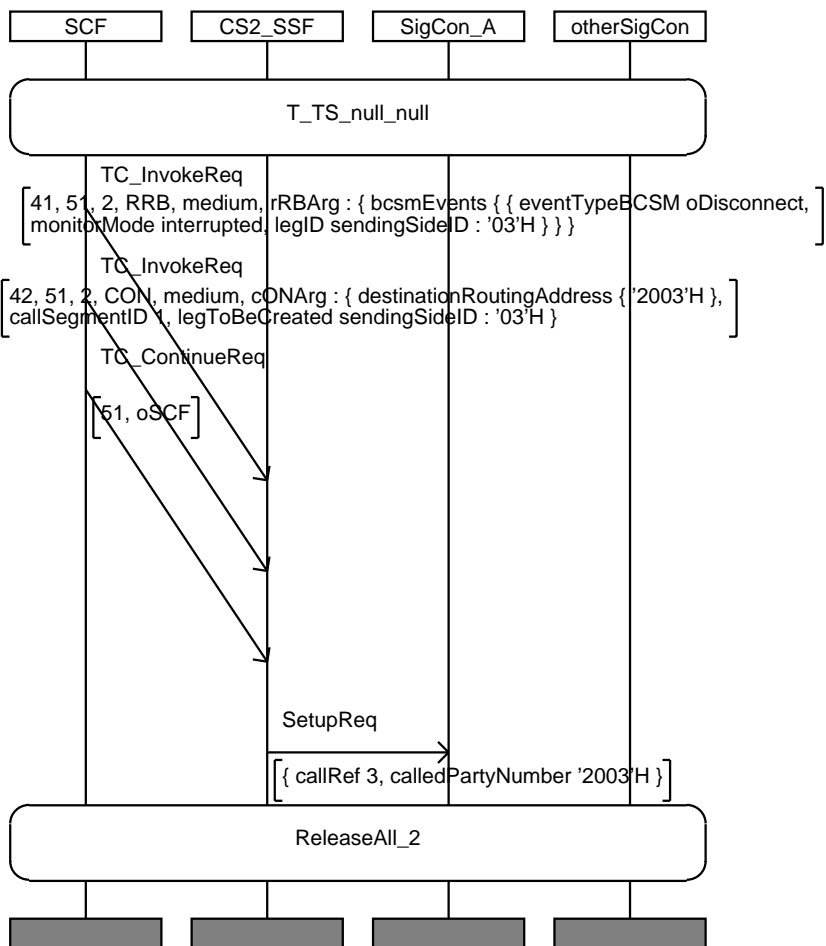 SCF CS2_SSF SigCon_A otherSigCon
T_TS_null_null
TC_InvokeReq
41, 51, 2, RRB, medium, rRBArg : { bcsmEvents { { eventTypeBCSM oDisconnect,
monitorMode interrupted, legID sendingSideID : '03'H } } }
TC_InvokeReq
42, 51, 2, CON, medium, cONArg : { destinationRoutingAddress { '2003'H },
callSegmentID 1, legToBeCreated sendingSideID : '03'H }
TC_ContinueReq
51, oSCF
SetupReq
{ callRef 3, calledPartyNumber '2003'H }
ReleaseAll_2